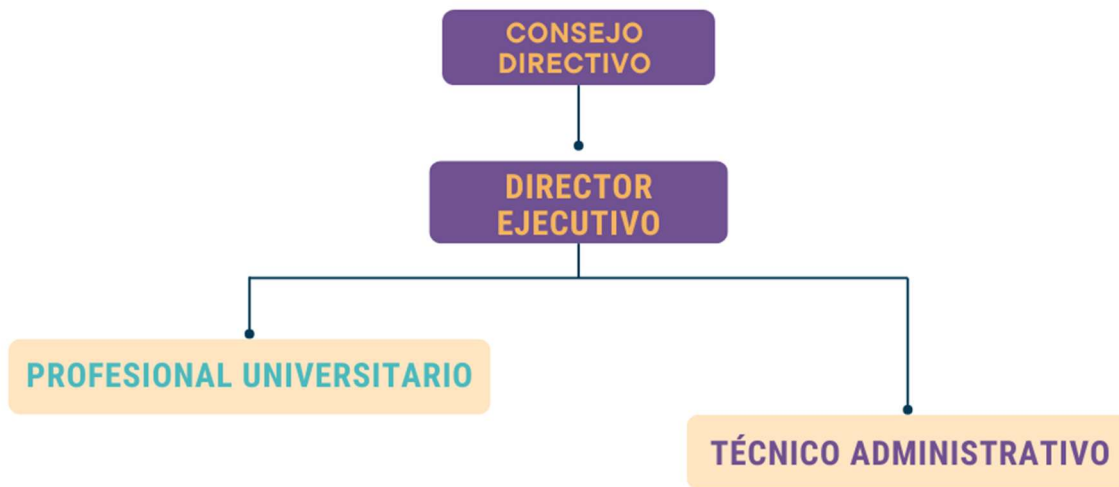 CONSEJO
DIRECTIVO
DIRECTOR
EJECUTIVO
PROFESIONAL UNIVERSITARIO
TÉCNICO ADMINISTRATIVO